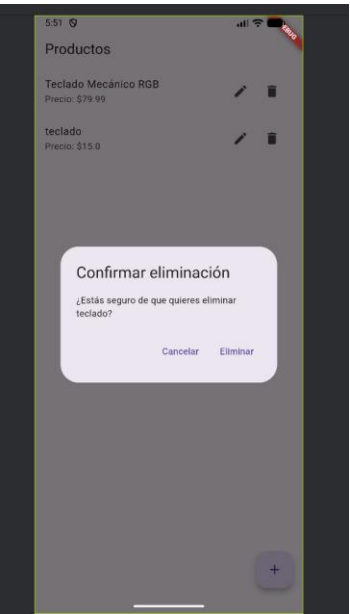 5:51
Productos
Teclado Mecánico RGB
Precio: $79.99
teclado
Precio: $15.0
Confirmar eliminación
¿Estás seguro de que quieres eliminar
teclado?
Cancelar Eliminar
+